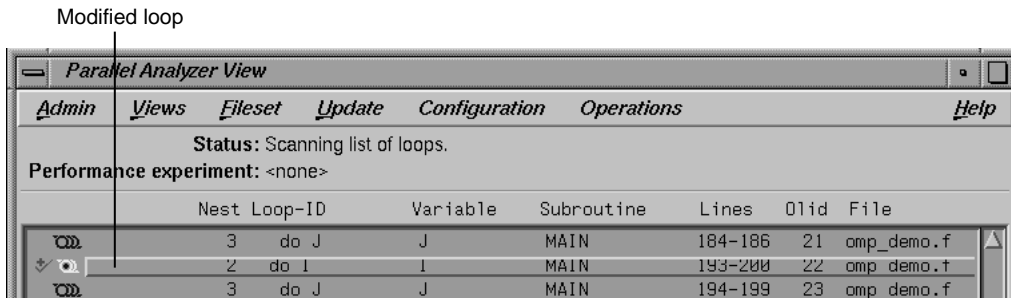 Modified loop
Parallel Analyzer View
Admin Views Fileset Update Configuration Operations Help
Status: Scanning list of loops.
Performance experiment: <none>
Nest Loop-ID Variable Subroutine Lines Olid File
3 do J J MAIN 184-186 21 omp_demo.f
2 do I I MAIN 193-200 22 omp_demo.f
3 do J J MAIN 194-199 23 omp_demo.f